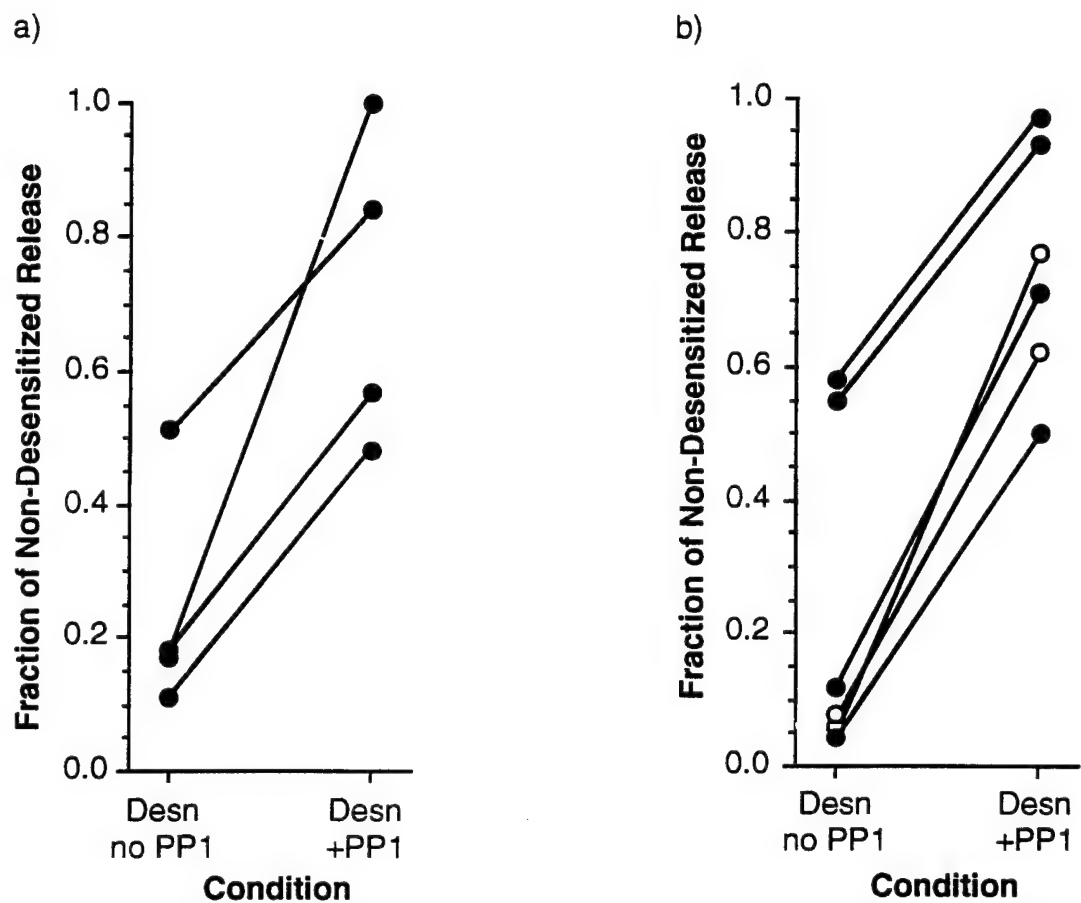 a)
Fraction of Non-Desensitized Release
1.0
0.8
0.6
0.4
0.2
0.0
Desn
no PP1
Desn
+PP1
Condition
b)
Fraction of Non-Desensitized Release
1.0
0.8
0.6
0.4
0.2
0.0
Desn
no PP1
Desn
+PP1
Condition